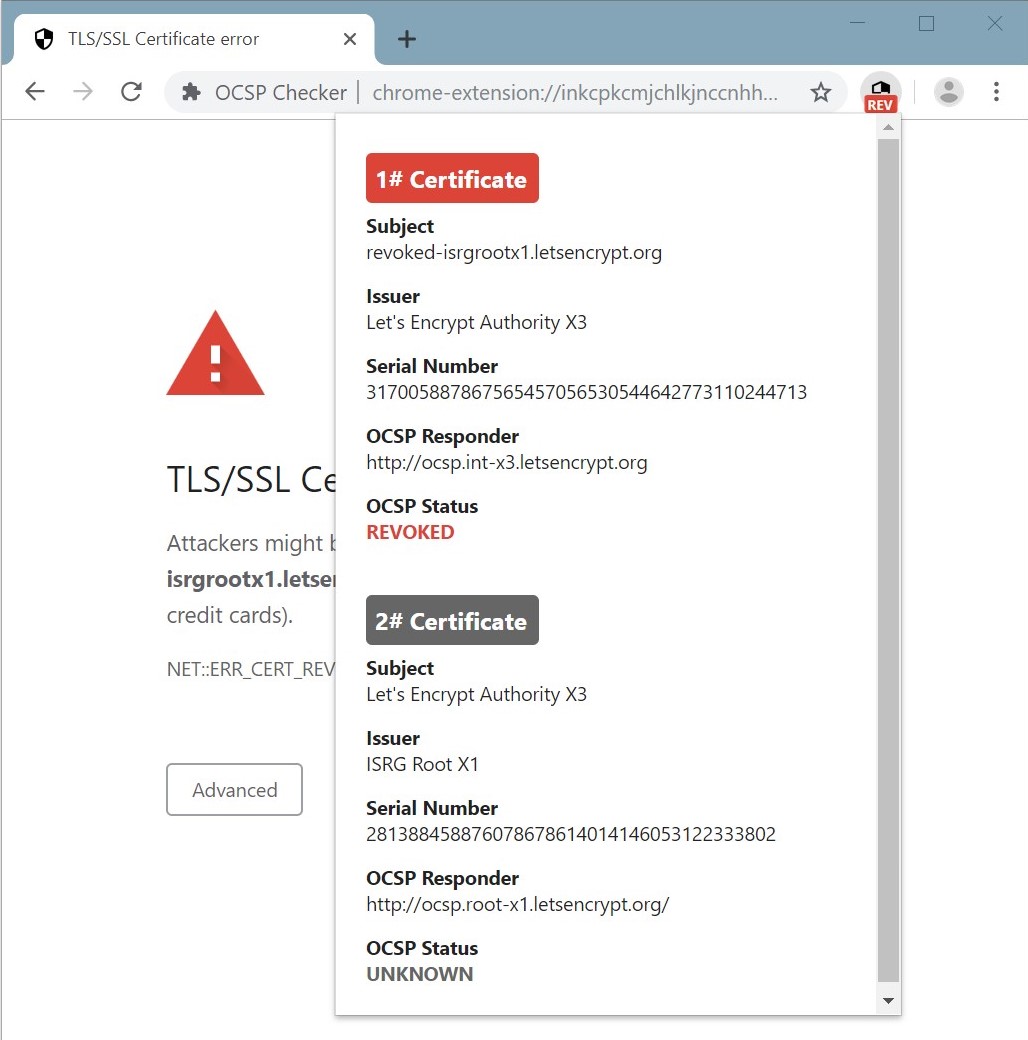 TLS/SSL Certificate error
OCSP Checker | chrome-extension://inkcpkcmjchlkjnccnhh...
REV
1# Certificate
Subject
revoked-isrgrootx1.letsencrypt.org
Issuer
Let's Encrypt Authority X3
Serial Number
317005887867565457056530544642773110244713
OCSP Responder
http://ocsp.int-x3.letsencrypt.org
OCSP Status
REVOKED
2# Certificate
Subject
Let's Encrypt Authority X3
Issuer
ISRG Root X1
Serial Number
281388458876078678614014146053122333802
OCSP Responder
http://ocsp.root-x1.letsencrypt.org/
OCSP Status
UNKNOWN
!
TLS/SSL Ce
Attackers might b
isrgrootx1.letser
credit cards).
NET::ERR_CERT_REV
Advanced